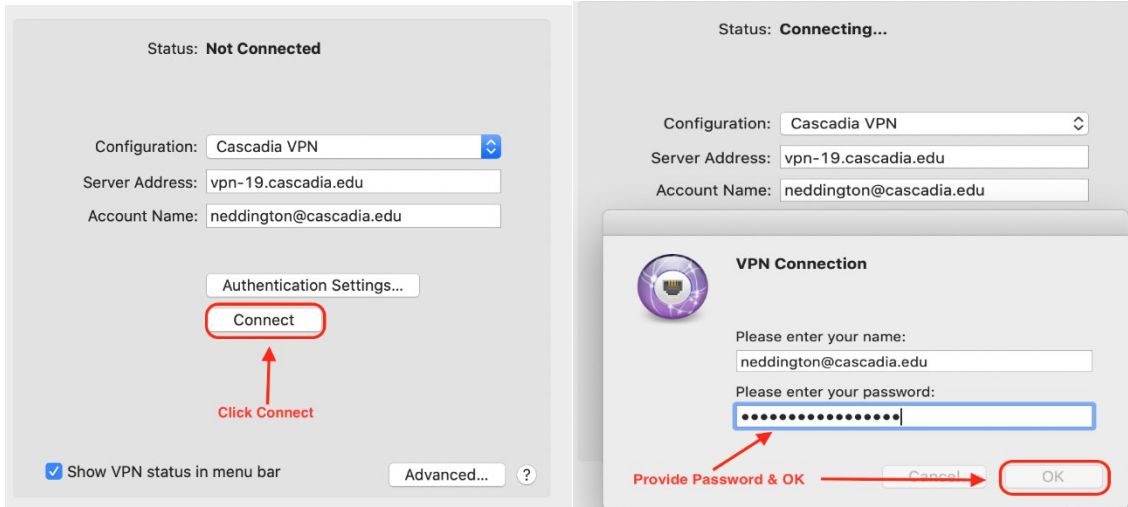 Status: Not Connected
Configuration: Cascadia VPN
Server Address: vpn-19.cascadia.edu
Account Name: neddington@cascadia.edu
Authentication Settings...
Connect
Click Connect
Show VPN status in menu bar
Advanced... ?
Status: Connecting...
Configuration: Cascadia VPN
Server Address: vpn-19.cascadia.edu
Account Name: neddington@cascadia.edu
VPN Connection
Please enter your name:
neddington@cascadia.edu
Please enter your password:
•••••••••••••••••
Provide Password & OK
Cancel
OK